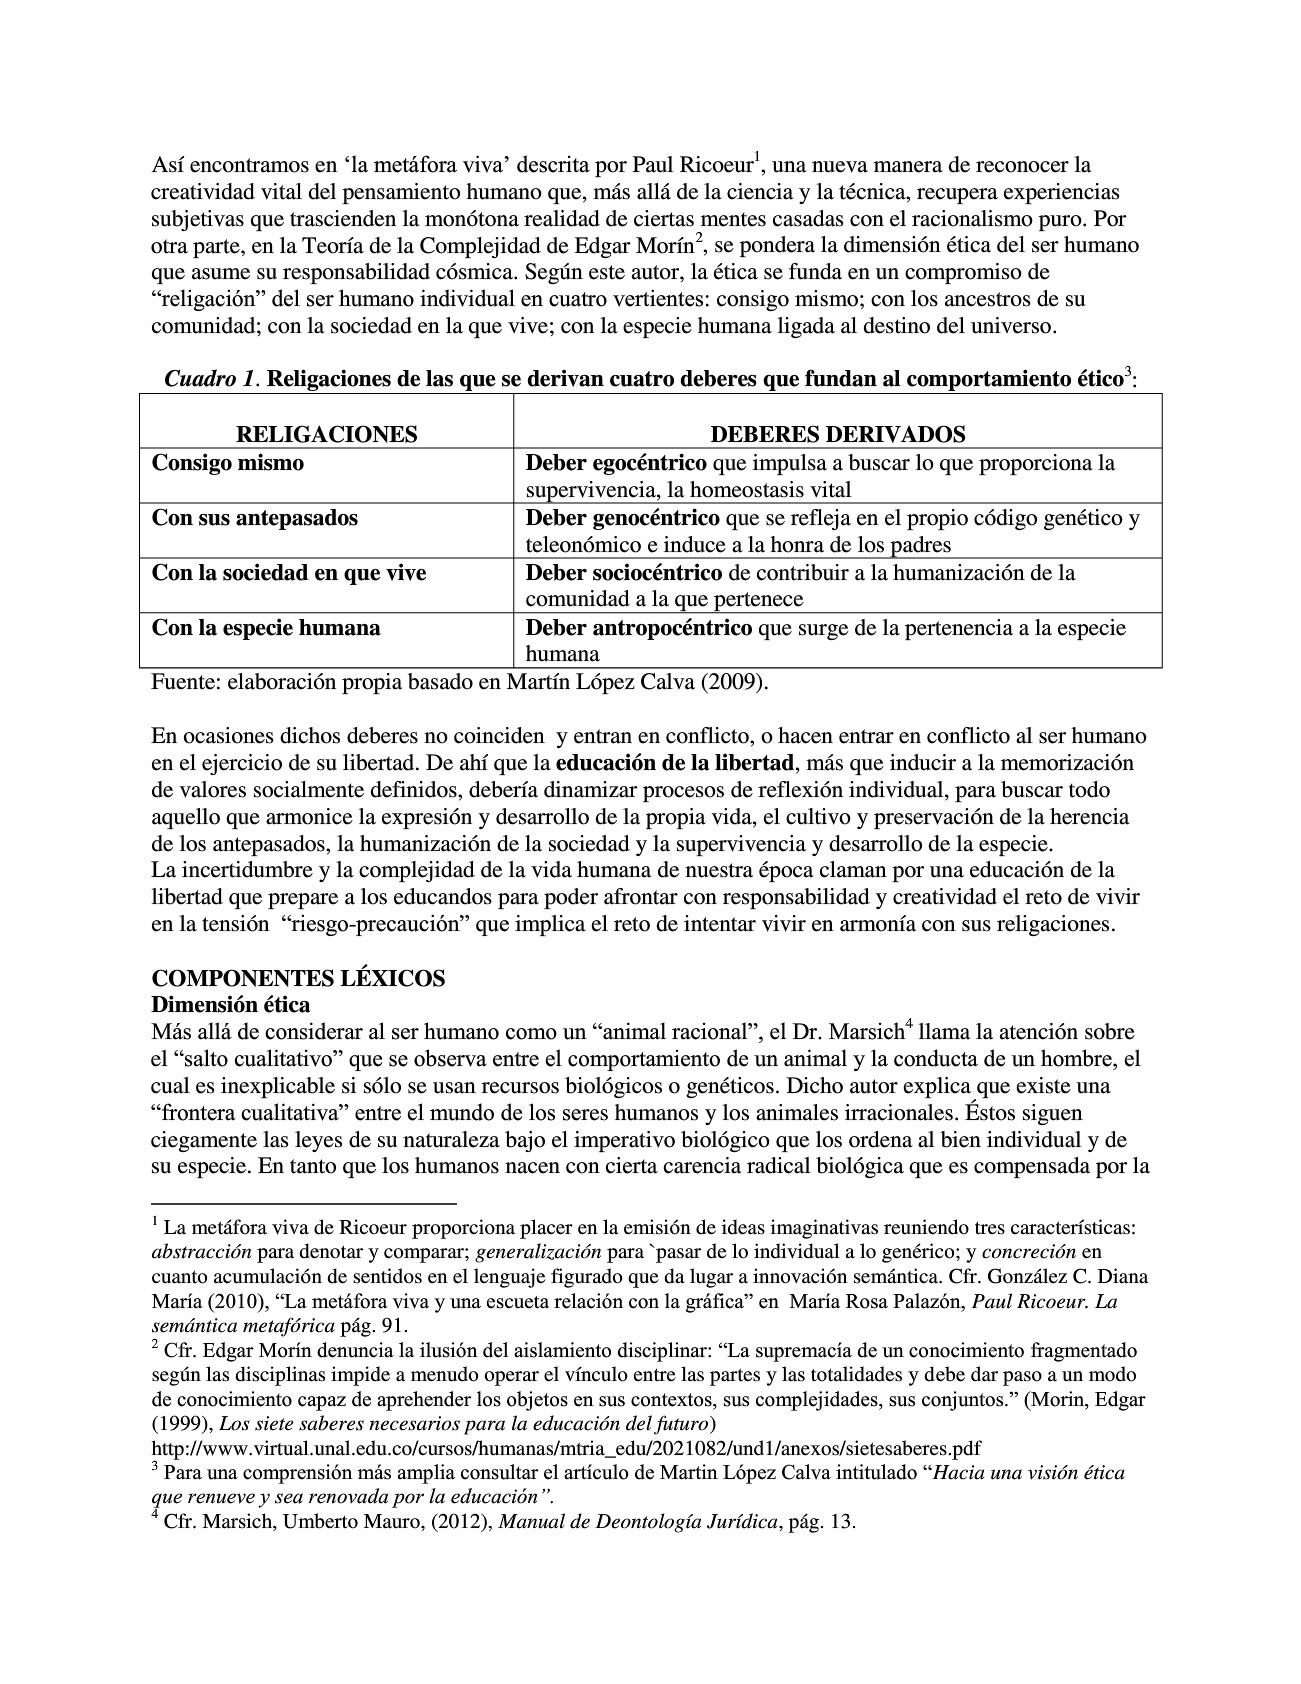 Así encontramos en ‘la metáfora viva’ descrita por Paul Ricoeur1, una nueva manera de reconocer la
creatividad vital del pensamiento humano que, más allá de la ciencia y la técnica, recupera experiencias
subjetivas que trascienden la monótona realidad de ciertas mentes casadas con el racionalismo puro. Por
otra parte, en la Teoría de la Complejidad de Edgar Morín2, se pondera la dimensión ética del ser humano
que asume su responsabilidad cósmica. Según este autor, la ética se funda en un compromiso de
“religación” del ser humano individual en cuatro vertientes: consigo mismo; con los ancestros de su
comunidad; con la sociedad en la que vive; con la especie humana ligada al destino del universo.
Cuadro 1. Religaciones de las que se derivan cuatro deberes que fundan al comportamiento ético3:
RELIGACIONES DEBERES DERIVADOS
Consigo mismo Deber egocéntrico que impulsa a buscar lo que proporciona la
supervivencia, la homeostasis vital
Con sus antepasados Deber genocéntrico que se refleja en el propio código genético y
teleonómico e induce a la honra de los padres
Con la sociedad en que vive Deber sociocéntrico de contribuir a la humanización de la
comunidad a la que pertenece
Con la especie humana Deber antropocéntrico que surge de la pertenencia a la especie
humana
Fuente: elaboración propia basado en Martín López Calva (2009).
En ocasiones dichos deberes no coinciden  y entran en conflicto, o hacen entrar en conflicto al ser humano
en el ejercicio de su libertad. De ahí que la educación de la libertad, más que inducir a la memorización
de valores socialmente definidos, debería dinamizar procesos de reflexión individual, para buscar todo
aquello que armonice la expresión y desarrollo de la propia vida, el cultivo y preservación de la herencia
de los antepasados, la humanización de la sociedad y la supervivencia y desarrollo de la especie.
La incertidumbre y la complejidad de la vida humana de nuestra época claman por una educación de la
libertad que prepare a los educandos para poder afrontar con responsabilidad y creatividad el reto de vivir
en la tensión  “riesgo-precaución” que implica el reto de intentar vivir en armonía con sus religaciones.
COMPONENTES LÉXICOS
Dimensión ética
Más allá de considerar al ser humano como un “animal racional”, el Dr. Marsich4 llama la atención sobre
el “salto cualitativo” que se observa entre el comportamiento de un animal y la conducta de un hombre, el
cual es inexplicable si sólo se usan recursos biológicos o genéticos. Dicho autor explica que existe una
“frontera cualitativa” entre el mundo de los seres humanos y los animales irracionales. Éstos siguen
ciegamente las leyes de su naturaleza bajo el imperativo biológico que los ordena al bien individual y de
su especie. En tanto que los humanos nacen con cierta carencia radical biológica que es compensada por la
1 La metáfora viva de Ricoeur proporciona placer en la emisión de ideas imaginativas reuniendo tres características:
abstracción para denotar y comparar; generalización para `pasar de lo individual a lo genérico; y concreción en
cuanto acumulación de sentidos en el lenguaje figurado que da lugar a innovación semántica. Cfr. González C. Diana
María (2010), “La metáfora viva y una escueta relación con la gráfica” en  María Rosa Palazón, Paul Ricoeur. La
semántica metafórica pág. 91.
2 Cfr. Edgar Morín denuncia la ilusión del aislamiento disciplinar: “La supremacía de un conocimiento fragmentado
según las disciplinas impide a menudo operar el vínculo entre las partes y las totalidades y debe dar paso a un modo
de conocimiento capaz de aprehender los objetos en sus contextos, sus complejidades, sus conjuntos.” (Morin, Edgar
(1999), Los siete saberes necesarios para la educación del futuro)
http://www.virtual.unal.edu.co/cursos/humanas/mtria_edu/2021082/und1/anexos/sietesaberes.pdf
3 Para una comprensión más amplia consultar el artículo de Martin López Calva intitulado “Hacia una visión ética
que renueve y sea renovada por la educación”.
4 Cfr. Marsich, Umberto Mauro, (2012), Manual de Deontología Jurídica, pág. 13.